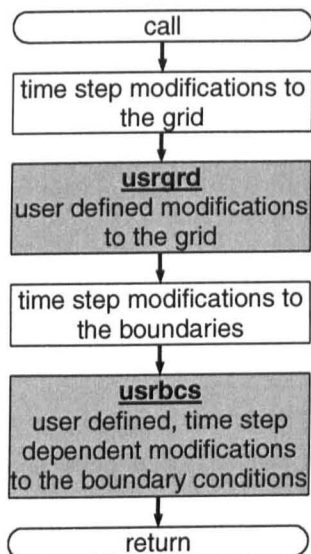 call
time step modifications to
the grid
usrgrd
user defined modifications
to the grid
time step modifications to
the boundaries
usrbcs
user defined, time step
dependent modifications
to the boundary conditions
return